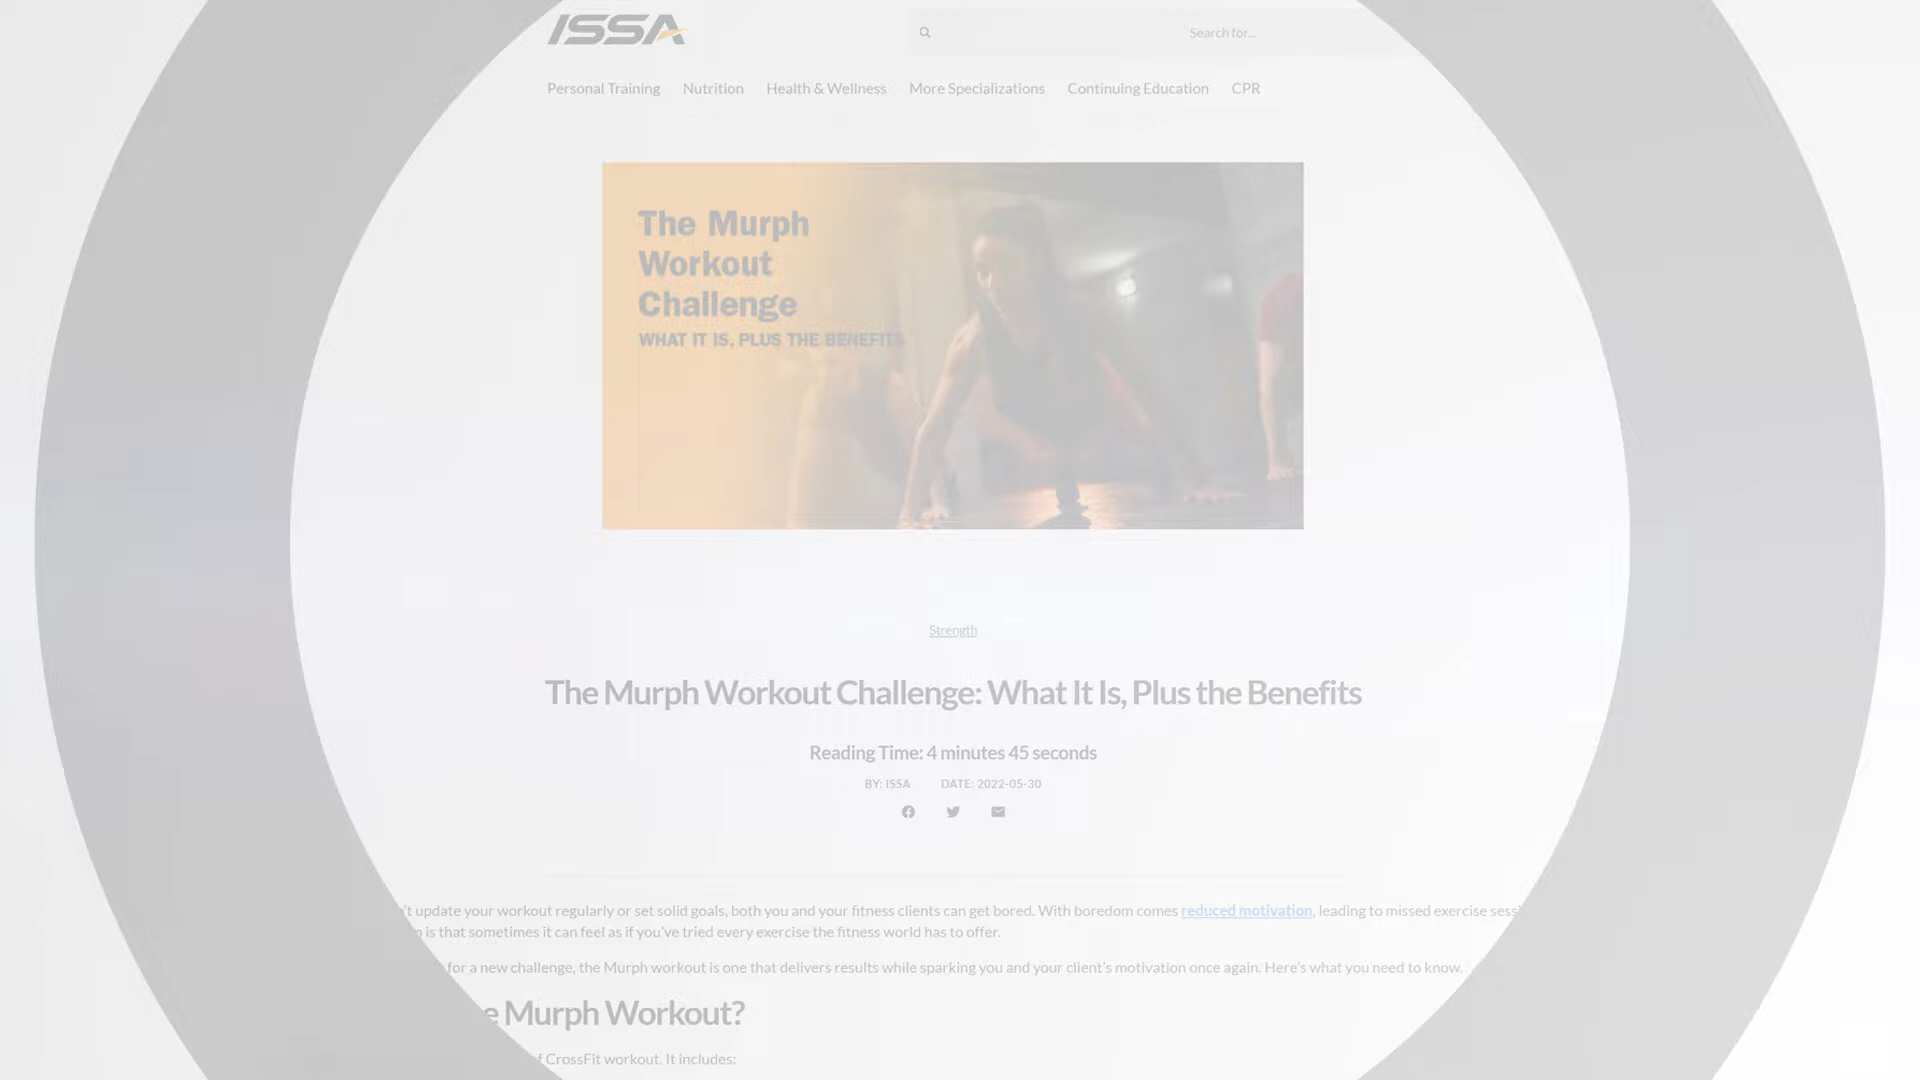 ISSA
Search for...
Personal Training Nutrition Health & Wellness More Specializations Continuing Education CPR
The Murph
Workout
Challenge
WHAT IT IS, PLUS THE BENEFITS
Strength
The Murph Workout Challenge: What It Is, Plus the Benefits
Reading Time: 4 minutes 45 seconds
BY: ISSA DATE: 2022-05-30
't update your workout regularly or set solid goals, both you and your fitness clients can get bored. With boredom comes reduced motivation, leading to missed exercise
is that sometimes it can feel as if you've tried every exercise the fitness world has to offer.
for a new challenge, the Murph workout is one that delivers results while sparking you and your client's motivation once again. Here's what you need to know.
e Murph Workout?
f CrossFit workout. It includes: